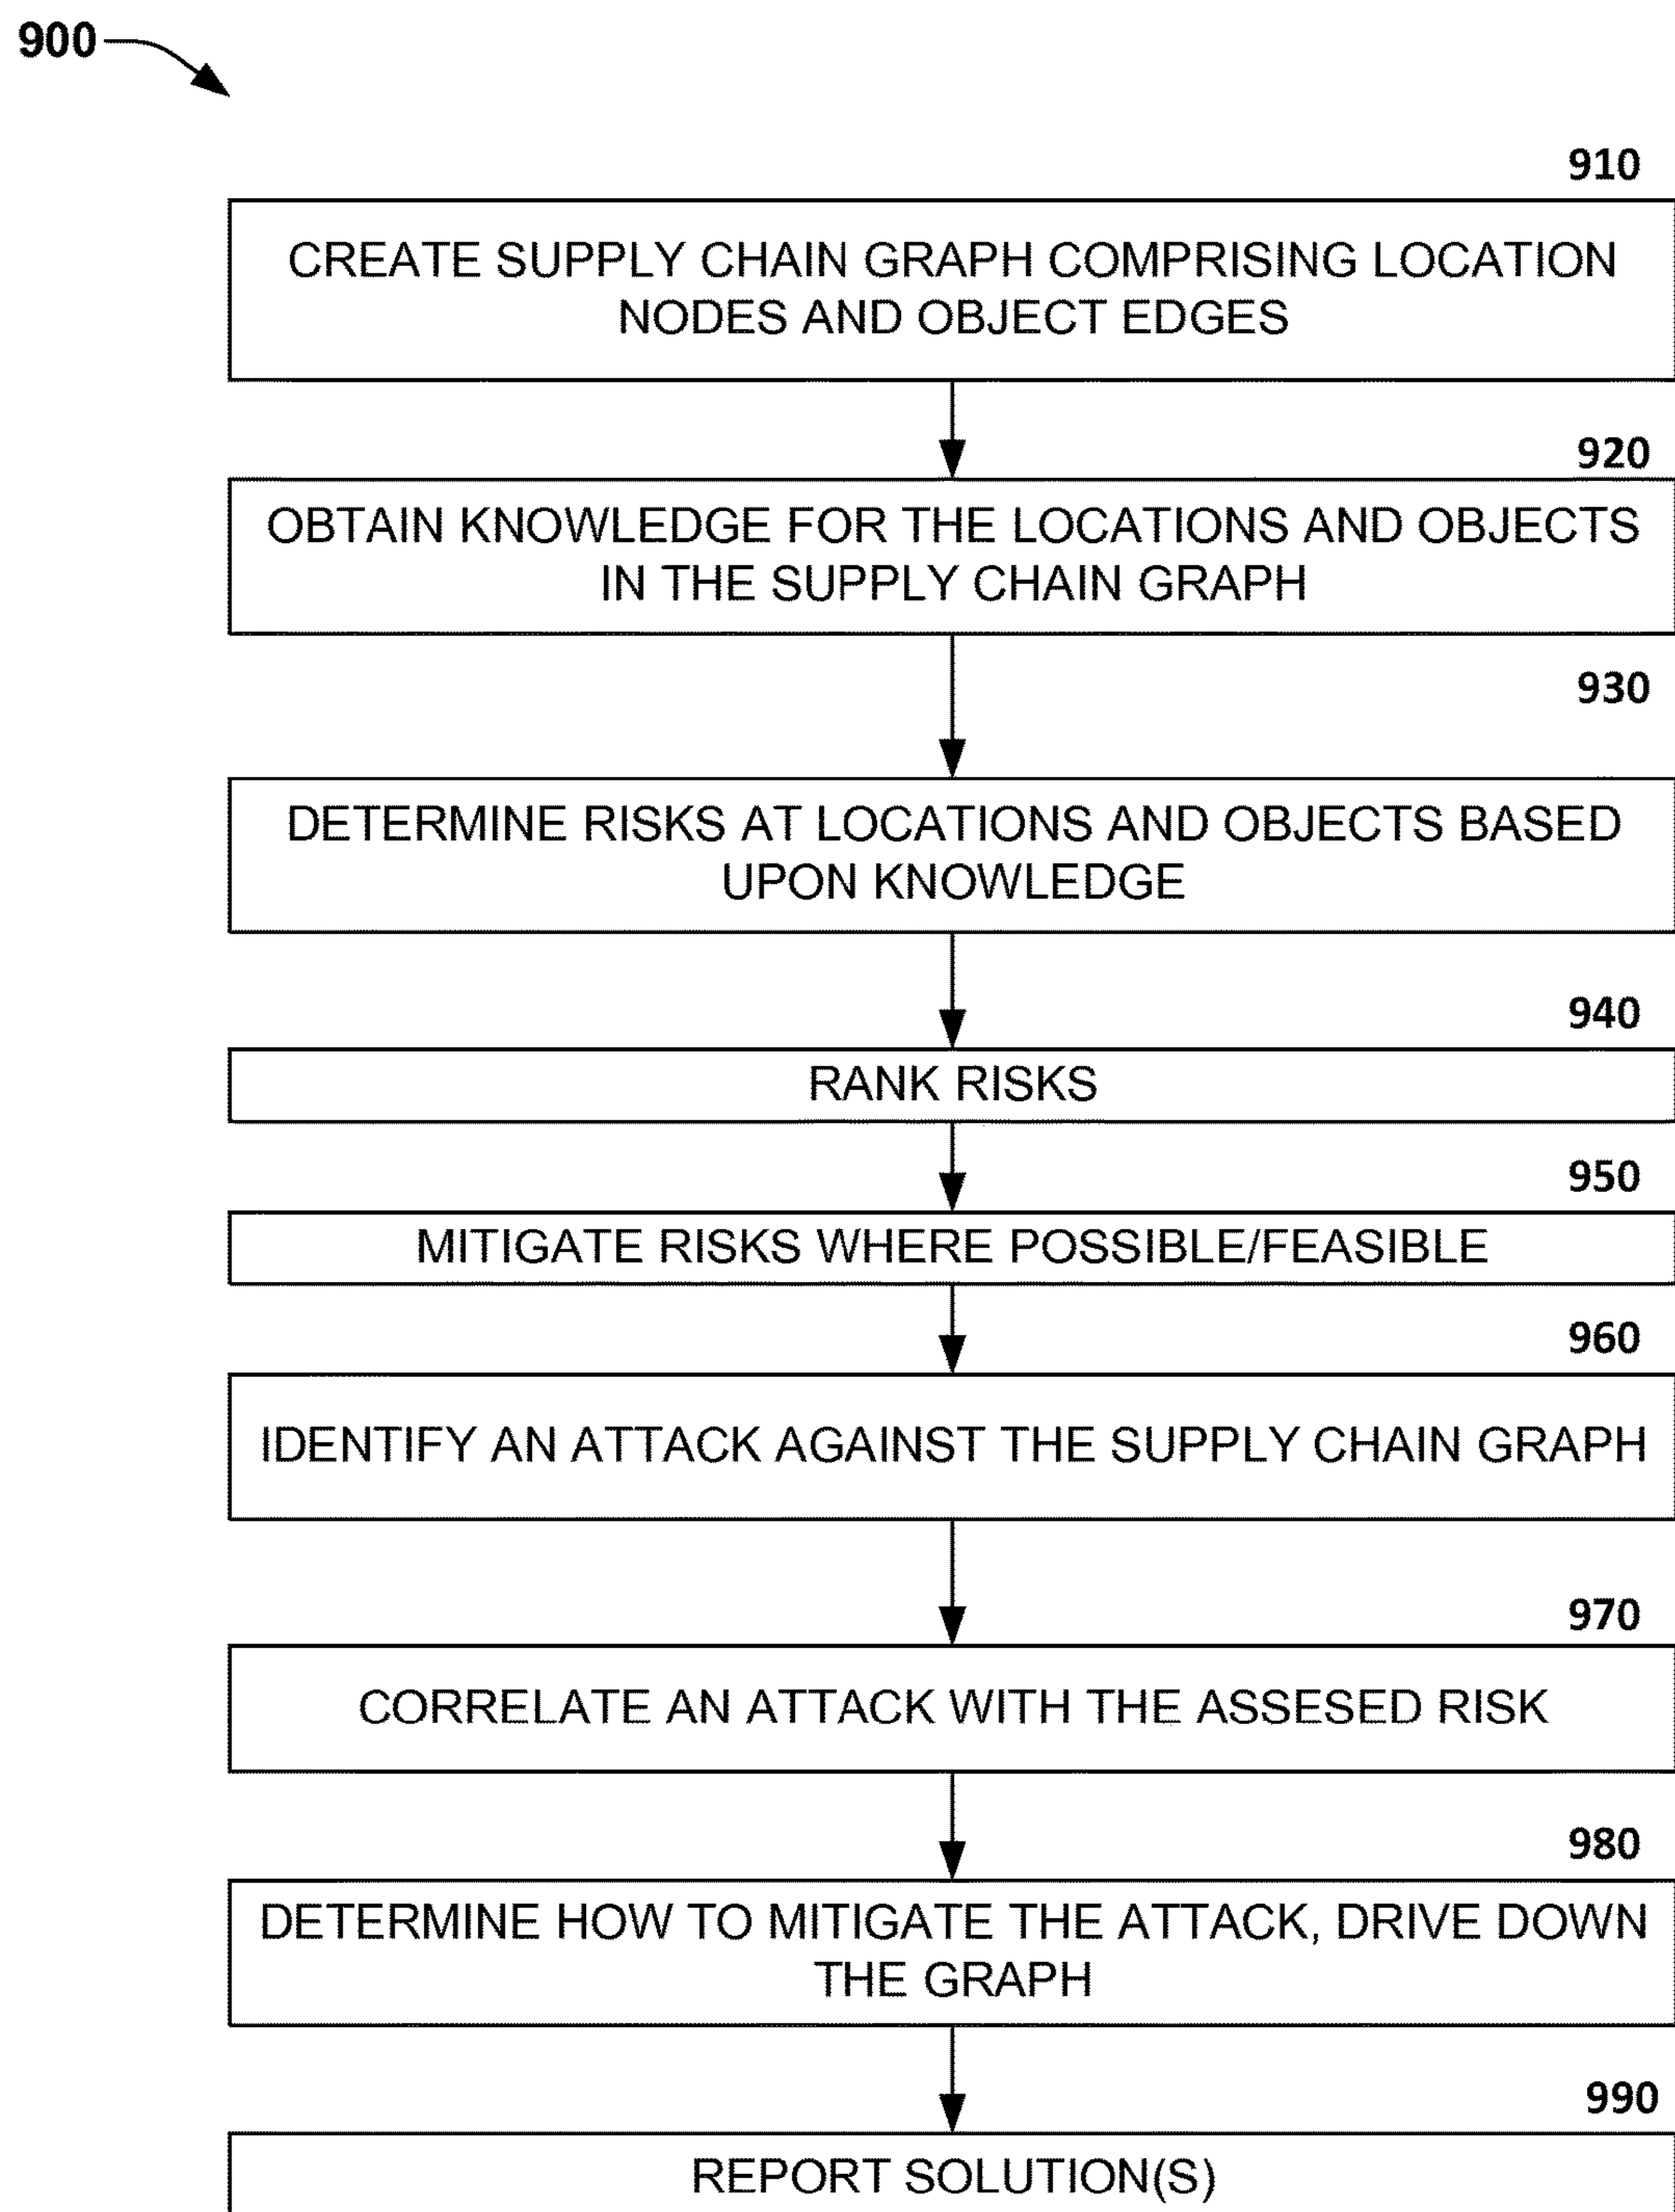 900
910
CREATE SUPPLY CHAIN GRAPH COMPRISING LOCATION
NODES AND OBJECT EDGES
920
OBTAIN KNOWLEDGE FOR THE LOCATIONS AND OBJECTS
IN THE SUPPLY CHAIN GRAPH
930
DETERMINE RISKS AT LOCATIONS AND OBJECTS BASED
UPON KNOWLEDGE
940
RANK RISKS
950
MITIGATE RISKS WHERE POSSIBLE/FEASIBLE
960
IDENTIFY AN ATTACK AGAINST THE SUPPLY CHAIN GRAPH
970
CORRELATE AN ATTACK WITH THE ASSESED RISK
980
DETERMINE HOW TO MITIGATE THE ATTACK, DRIVE DOWN
THE GRAPH
990
REPORT SOLUTION(S)